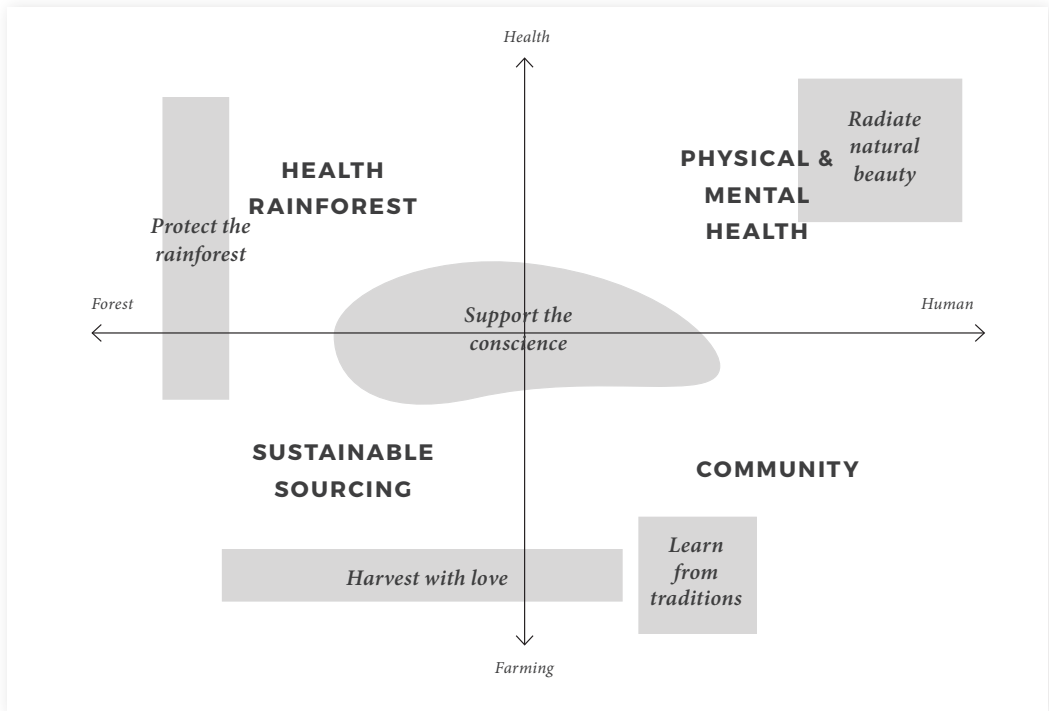 Health
HEALTH
RAINFOREST
Protect the
rainforest
PHYSICAL &
MENTAL
HEALTH
Radiate
natural
beauty
Forest
Human
Support the
conscience
SUSTAINABLE
SOURCING
COMMUNITY
Harvest with love
Learn
from
traditions
Farming